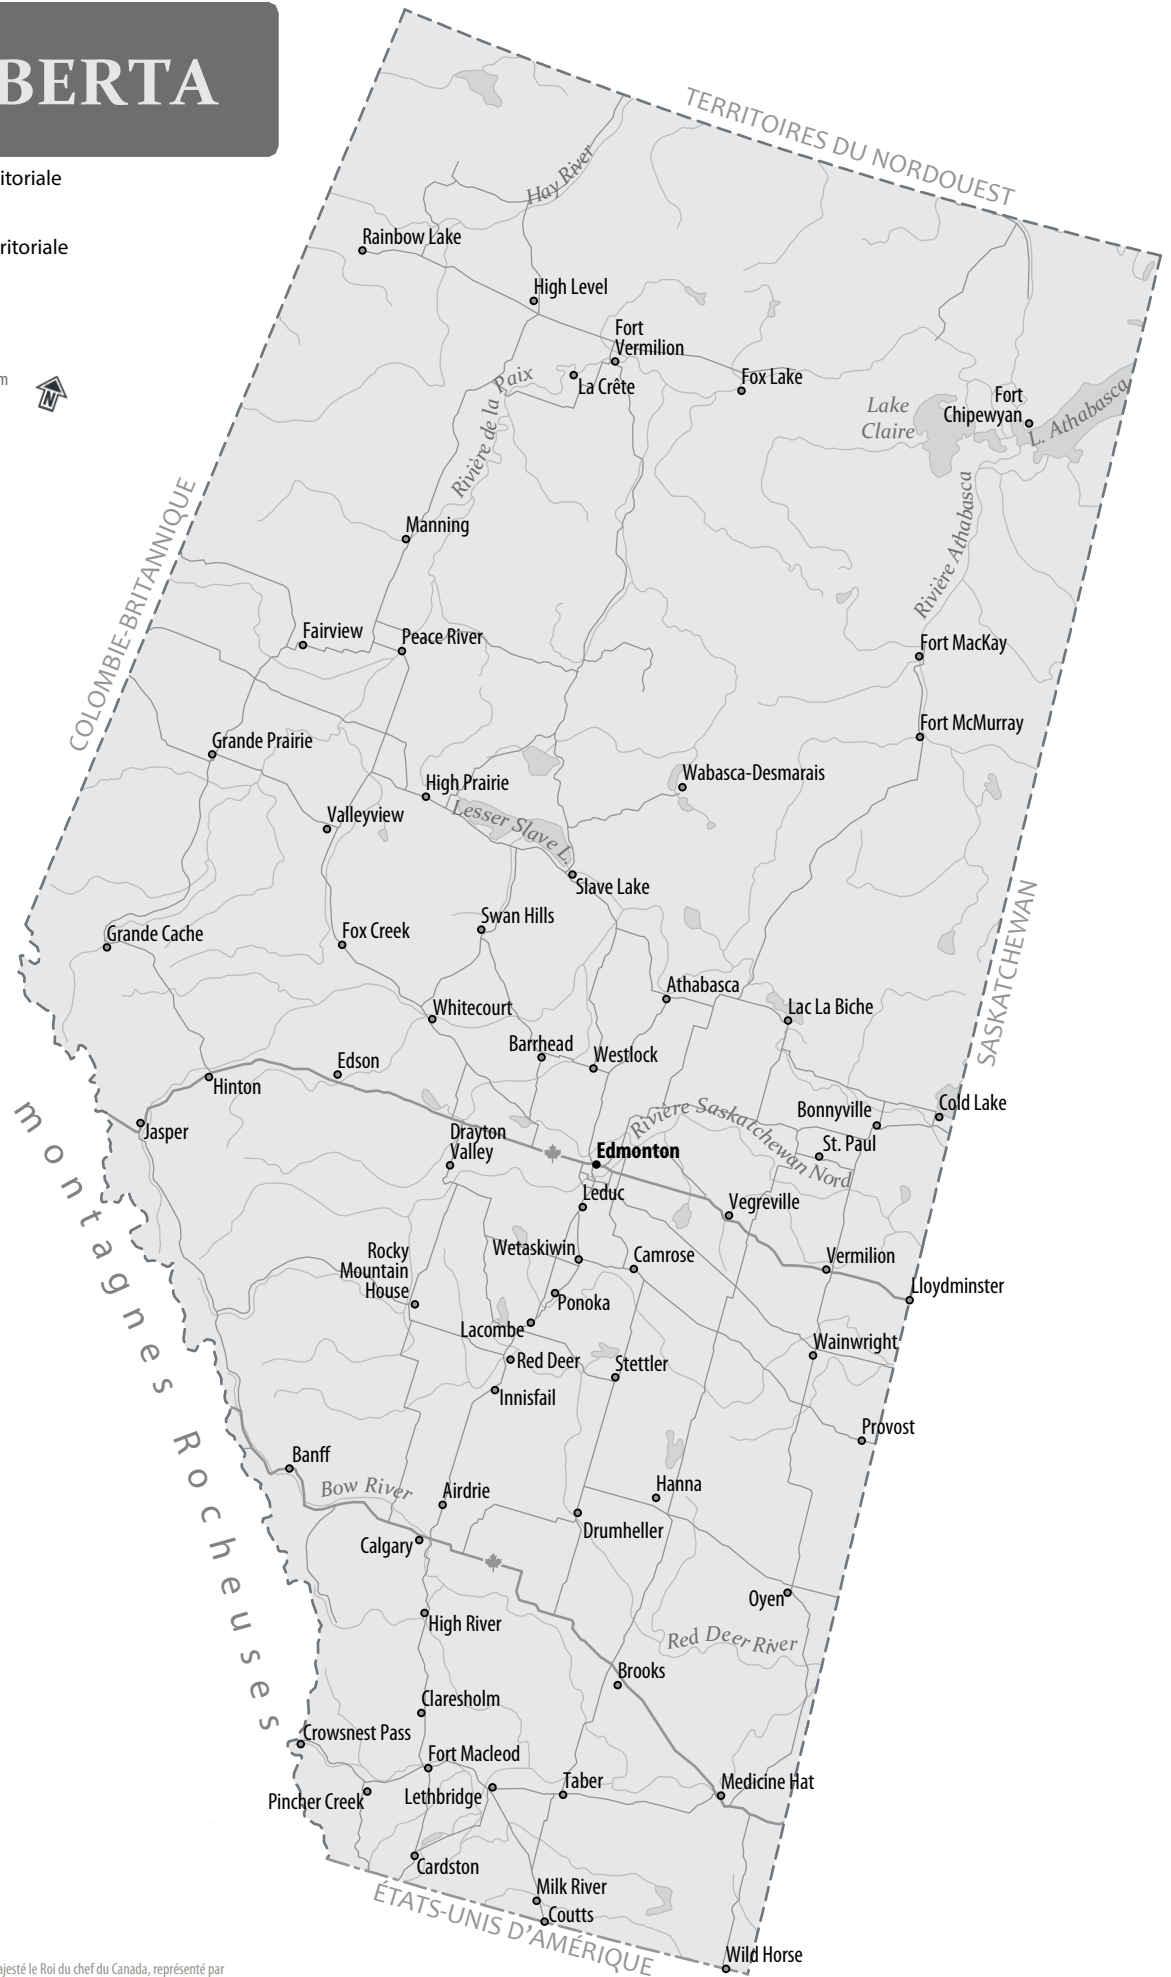 BERTA
itoriale
ritoriale
m
N
TERRITOIRES DU NORDOUEST
Hay River
Rainbow Lake
High Level
Fort
Vermilion
La Crête
Fox Lake
Rivière de la Paix
Lake
Claire
Fort
Chipewyan
L. Athabasca
Rivière Athabasca
COLOMBIE-BRITANNIQUE
Manning
Fairview
Peace River
Fort MacKay
Fort McMurray
Grande Prairie
High Prairie
Wabasca-Desmarais
Valleyview
Lesser Slave L.
Slave Lake
Swan Hills
Grande Cache
Fox Creek
SASKATCHEWAN
Athabasca
Lac La Biche
Whitecourt
Barrhead
Westlock
Edson
Hinton
Jasper
Bonnyville
Cold Lake
Rivière Saskatchewan Nord
St. Paul
Drayton
Valley
Edmonton
Leduc
Vegreville
Wetaskiwin
Camrose
Vermilion
Rocky
Mountain
House
Lloydminster
Ponoka
Lacombe
Wainwright
Red Deer
Stettler
Innisfail
montagnes Rocheuses
Provost
Banff
Bow River
Airdrie
Hanna
Drumheller
Calgary
Oyen
High River
Red Deer River
Brooks
Claresholm
Crowsnest Pass
Fort Macleod
Taber
Medicine Hat
Pincher Creek
Lethbridge
Cardston
Milk River
Coutts
ÉTATS-UNIS D'AMÉRIQUE
Wild Horse
ajesté le Roi du chef du Canada, représenté par